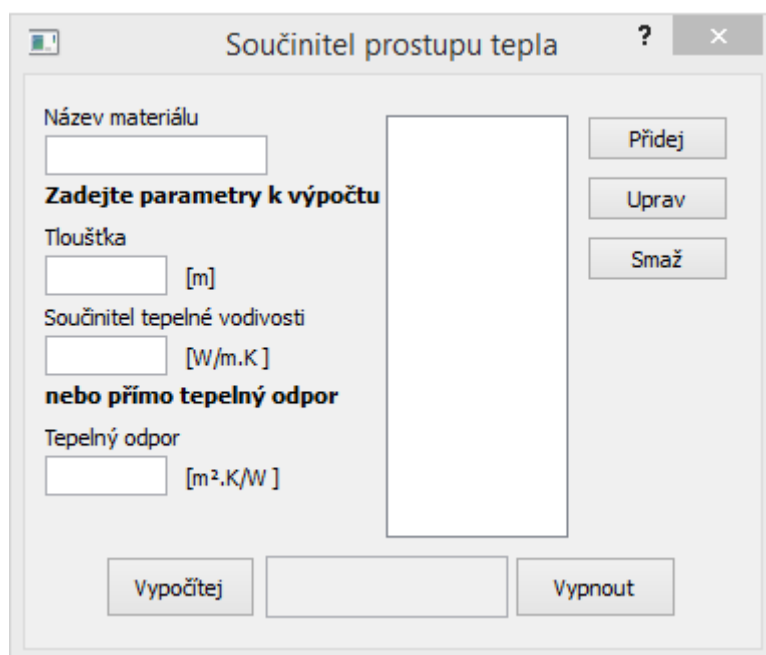 Součinitel prostupu tepla
?
×
Název materiálu
Přidej
Zadejte parametry k výpočtu
Uprav
Tloušťka
Smaž
[m]
Součinitel tepelné vodivosti
[W/m.K ]
nebo přímo tepelný odpor
Tepelný odpor
[m².K/W ]
Vypočítej
Vypnout